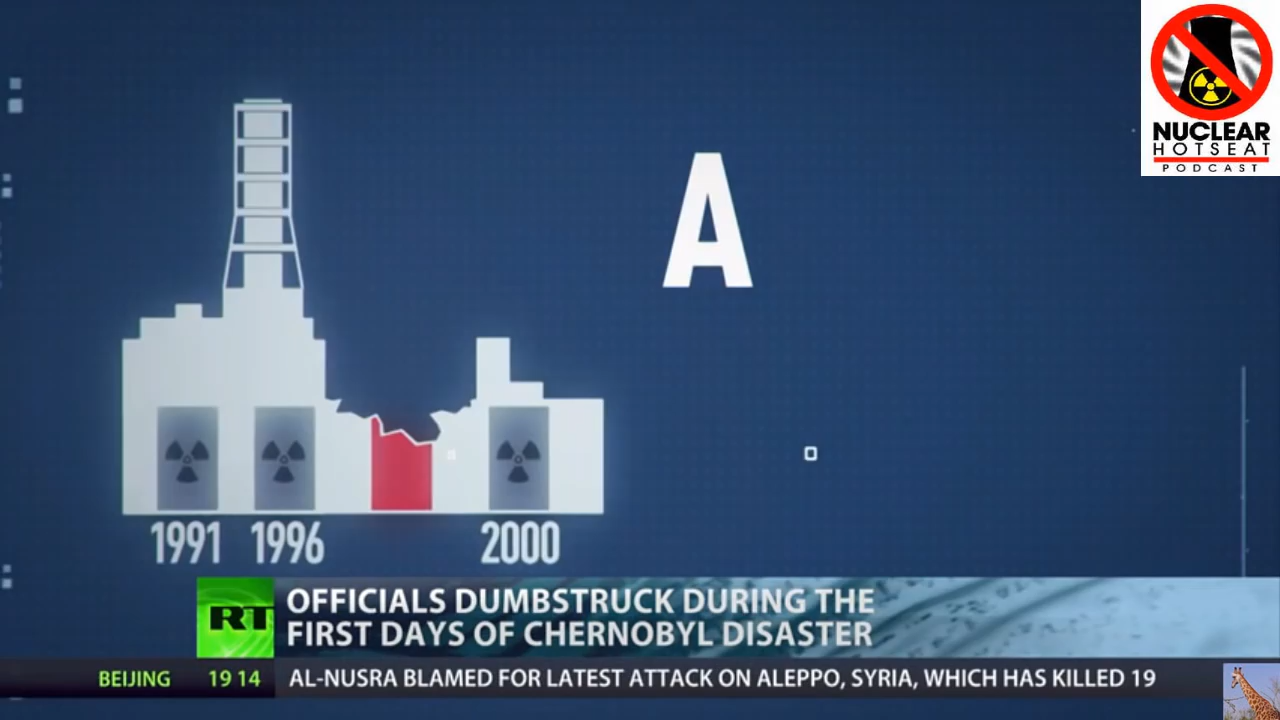 NUCLEAR
HOTSEAT
PODCAST
A
1991 1996 2000
RT
OFFICIALS DUMBSTRUCK DURING THE
FIRST DAYS OF CHERNOBYL DISASTER
BEIJING 19 14 AL-NUSRA BLAMED FOR LATEST ATTACK ON ALEPPO, SYRIA, WHICH HAS KILLED 19